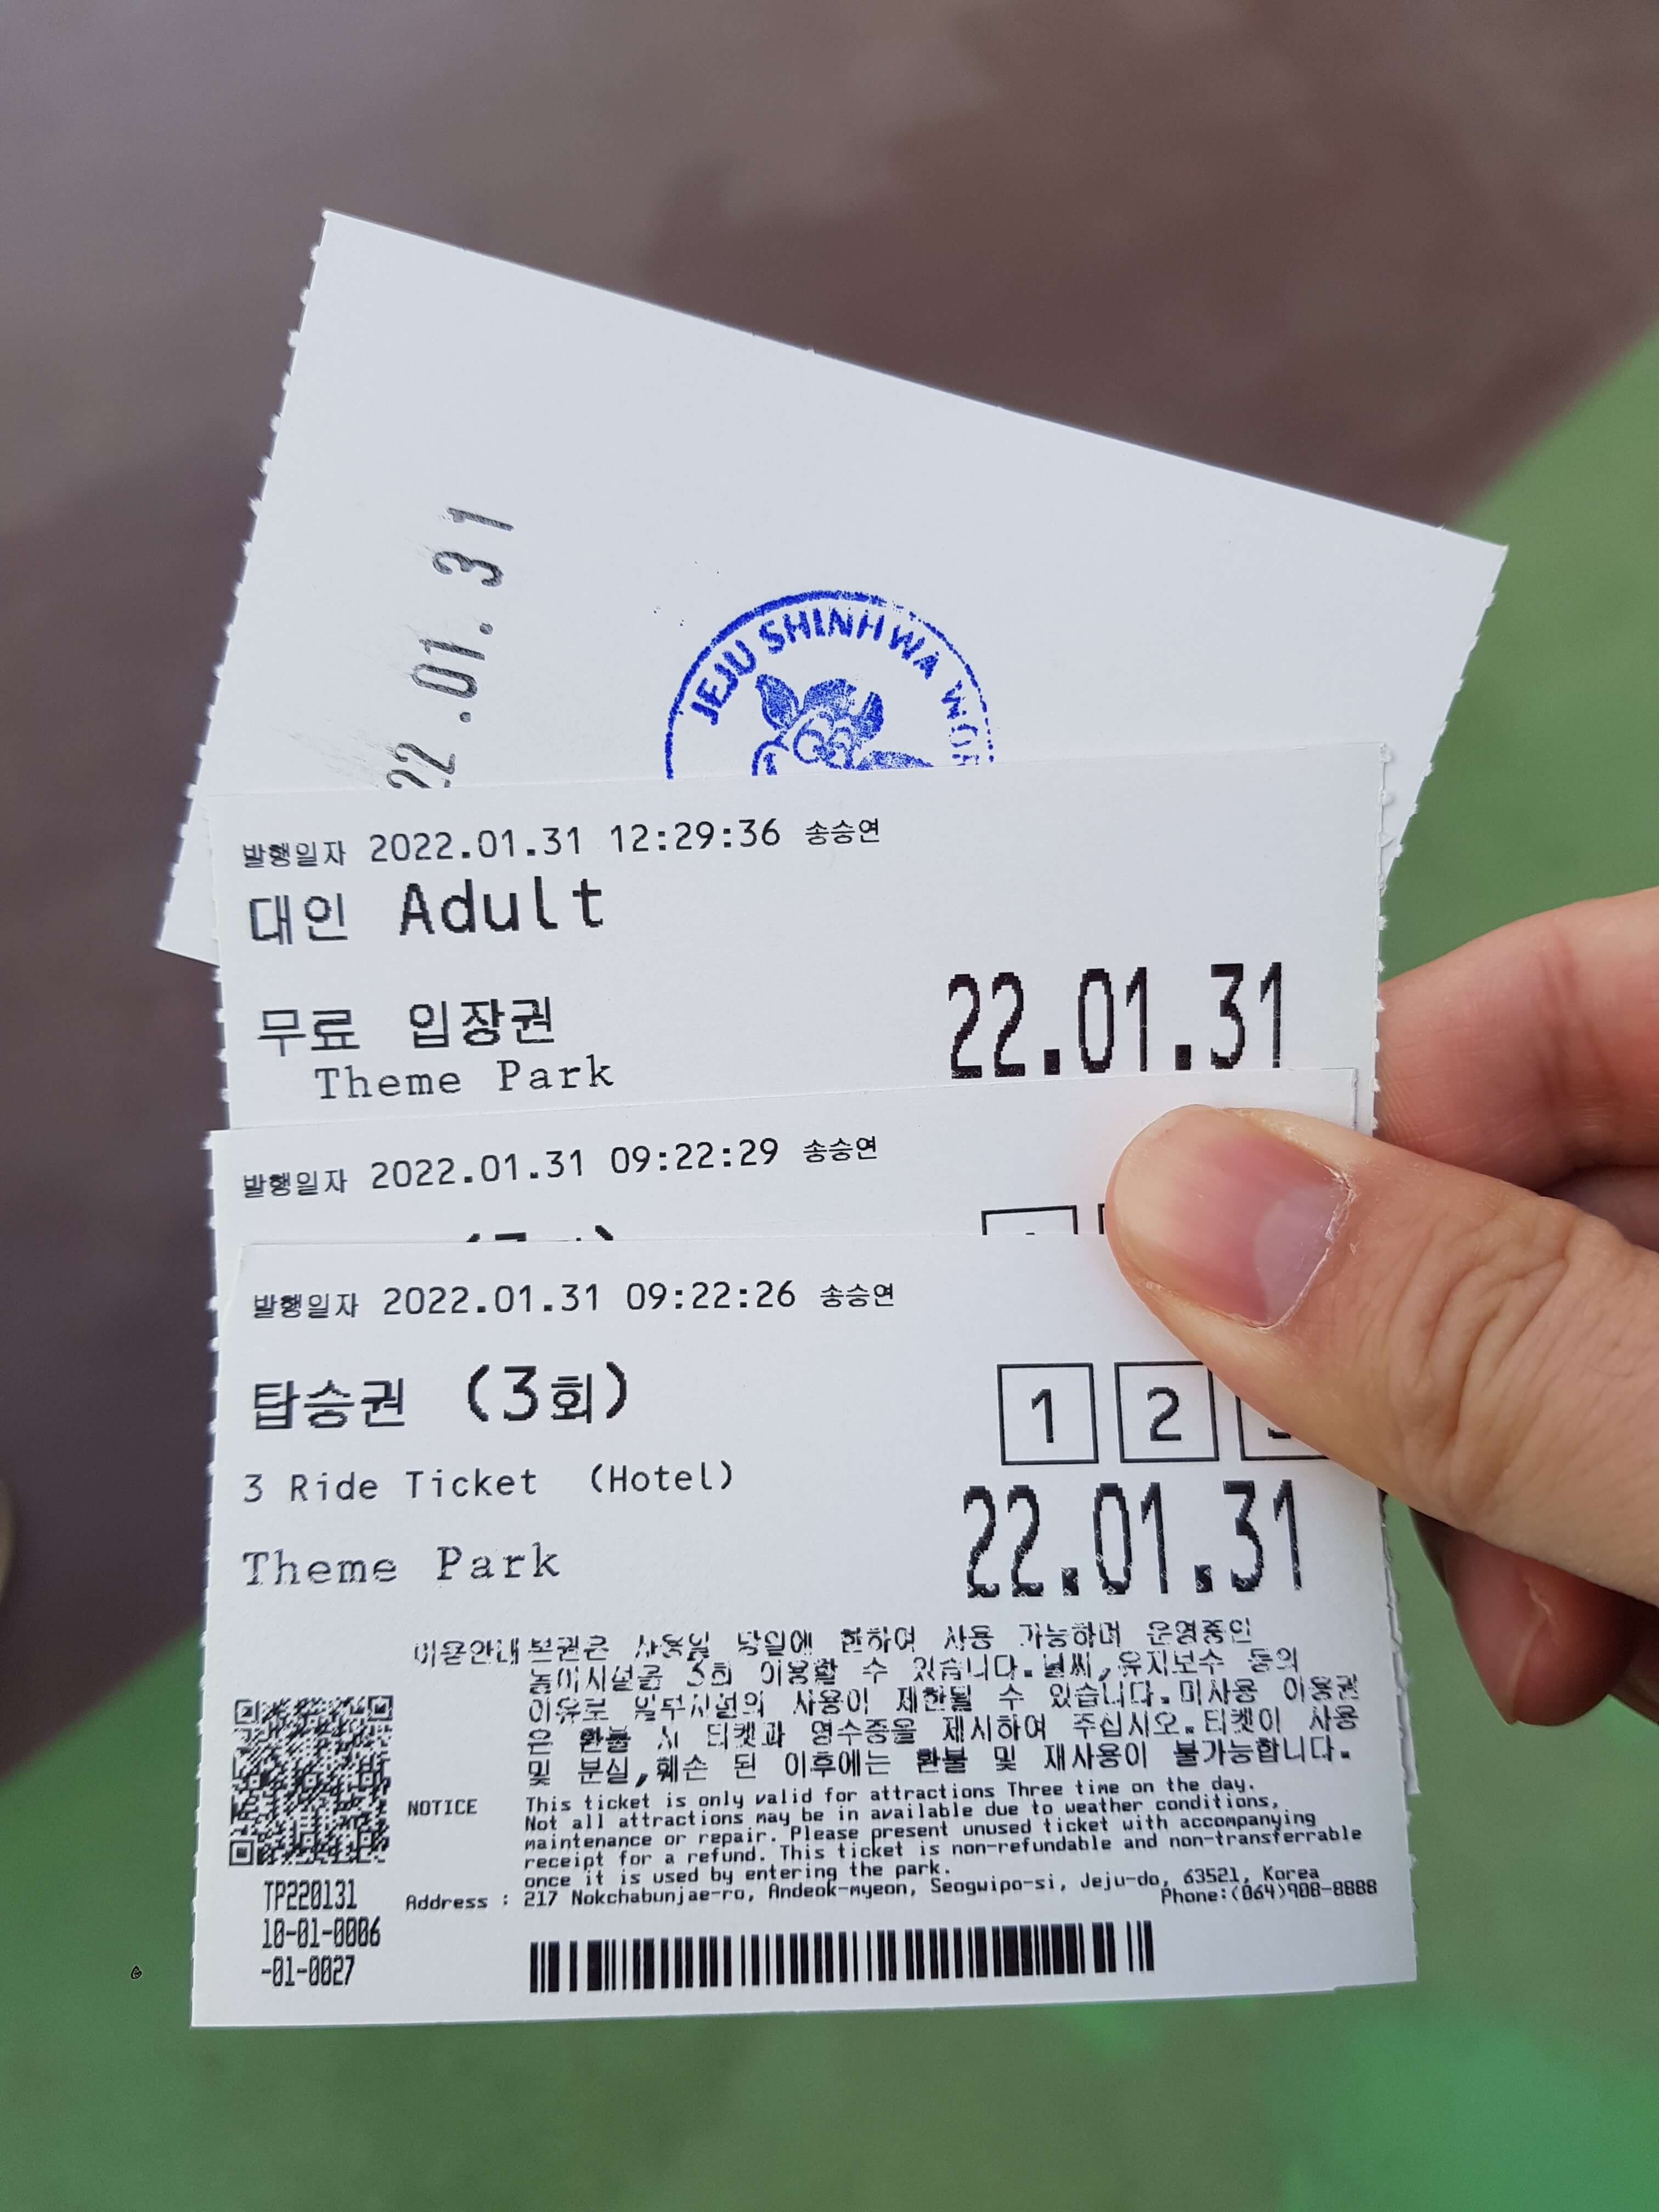 22.01.31
JEJU SHINHWA WOR
발행일자 2022.01.31 12:29:36 송승연
대인 Adult
무료 입장권
Theme Park
22.01.31
발행일자 2022.01.31 09:22:29 송승연
발행일자 2022.01.31 09:22:26 송승연
탑승권 (3회)
1 2
3 Ride Ticket (Hotel)
Theme Park
22.01.31
이용안내 본권은 사용일 당일에 한하여 사용 가능하며 운영중인
놀이시설을 3회 이용할 수 있습니다.날씨,유지보수 등의
이유로 일부시설의 사용이 제한될 수 있습니다.미사용 이용권
은 환불 시 티켓과 영수증을 제시하여 주십시오.티켓이 사용
및 분실,훼손 된 이후에는 환불 및 재사용이 불가능합니다.
NOTICE This ticket is only valid for attractions Three time on the day.
Not all attractions may be in available due to weather conditions,
maintenance or repair. Please present unused ticket with accompanying
receipt for a refund. This ticket is non-refundable and non-transferrable
once it is used by entering the park.
Address : 217 Nokchabunjae-ro, Andeok-myeon, Seogwipo-si, Jeju-do, 63521, Korea
Phone:(064)908-8888
TP220131
10-01-0006
-01-0027